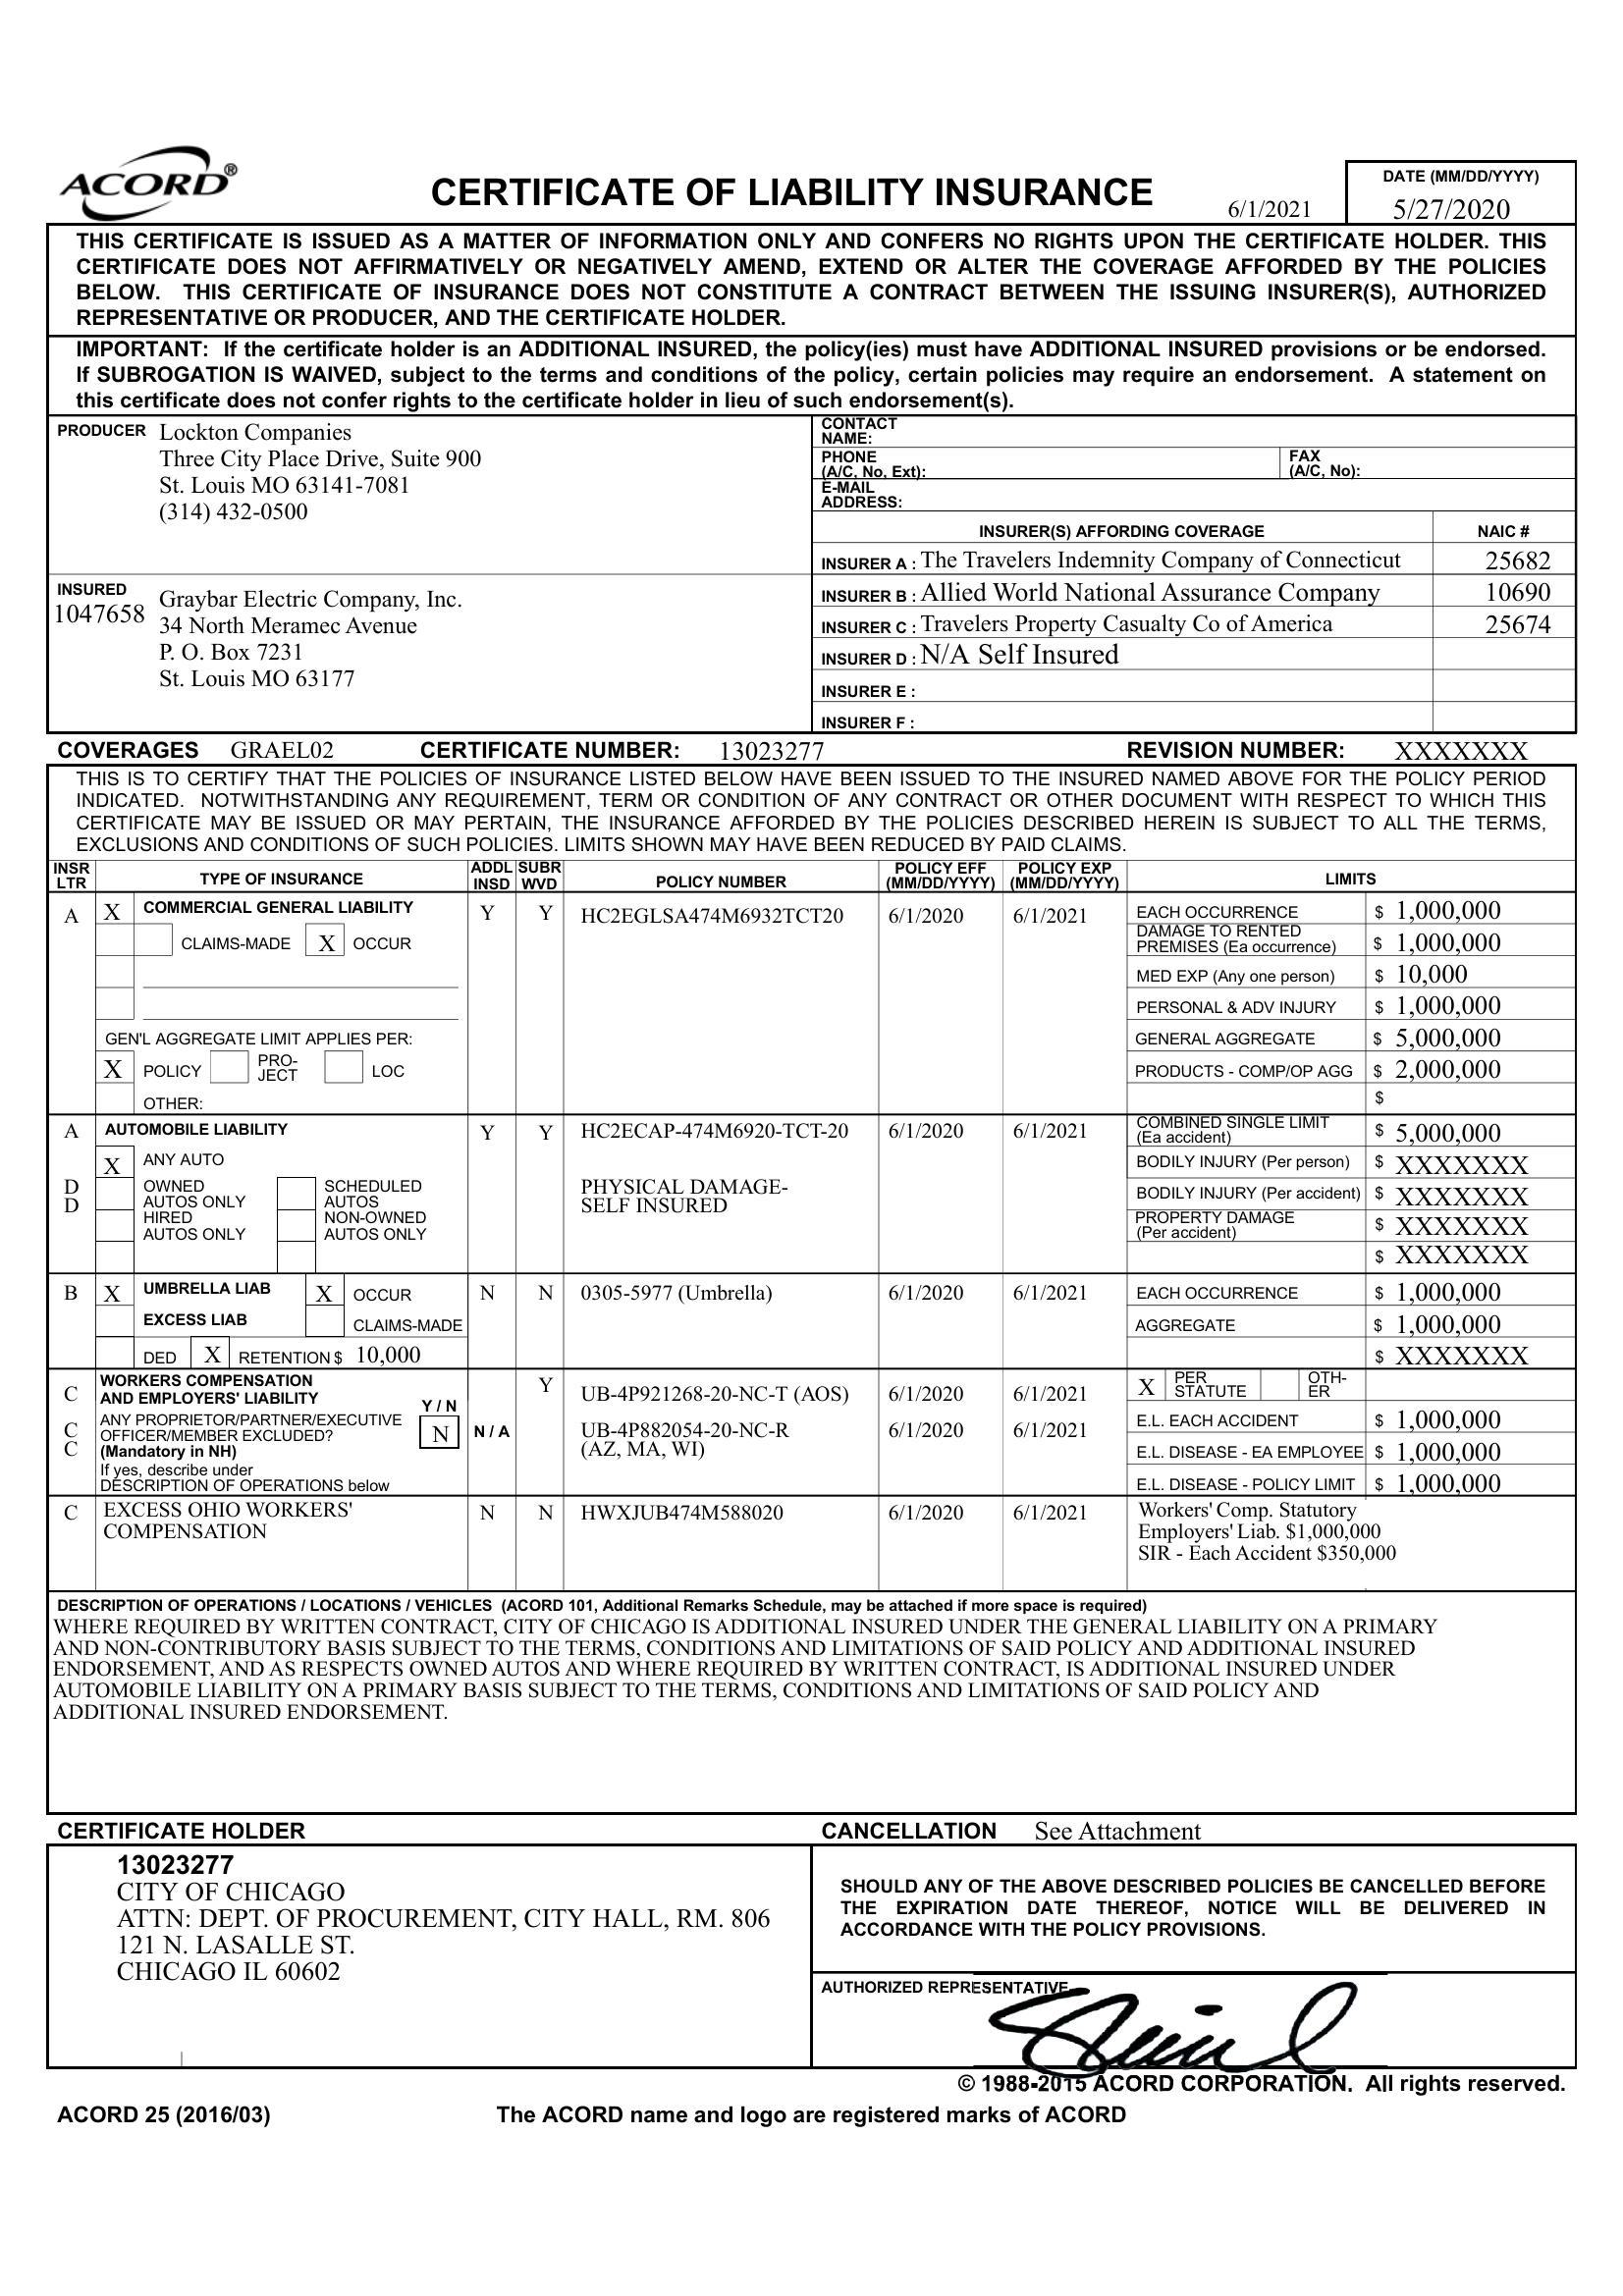 ACORD®
CERTIFICATE OF LIABILITY INSURANCE
6/1/2021
DATE (MM/DD/YYYY)
5/27/2020
THIS CERTIFICATE IS ISSUED AS A MATTER OF INFORMATION ONLY AND CONFERS NO RIGHTS UPON THE CERTIFICATE HOLDER. THIS
CERTIFICATE DOES NOT AFFIRMATIVELY OR NEGATIVELY AMEND, EXTEND OR ALTER THE COVERAGE AFFORDED BY THE POLICIES
BELOW. THIS CERTIFICATE OF INSURANCE DOES NOT CONSTITUTE A CONTRACT BETWEEN THE ISSUING INSURER(S), AUTHORIZED
REPRESENTATIVE OR PRODUCER, AND THE CERTIFICATE HOLDER.
IMPORTANT: If the certificate holder is an ADDITIONAL INSURED, the policy(ies) must have ADDITIONAL INSURED provisions or be endorsed.
If SUBROGATION IS WAIVED, subject to the terms and conditions of the policy, certain policies may require an endorsement. A statement on
this certificate does not confer rights to the certificate holder in lieu of such endorsement(s).
PRODUCER Lockton Companies
Three City Place Drive, Suite 900
St. Louis MO 63141-7081
(314) 432-0500
INSURED
1047658
Graybar Electric Company, Inc.
34 North Meramec Avenue
P. O. Box 7231
St. Louis MO 63177
CONTACT
NAME:
PHONE
(A/C, No, Ext):
FAX
(A/C, No):
E-MAIL
ADDRESS:
INSURER(S) AFFORDING COVERAGE NAIC #
INSURER A : The Travelers Indemnity Company of Connecticut 25682
INSURER B : Allied World National Assurance Company 10690
INSURER C : Travelers Property Casualty Co of America 25674
INSURER D : N/A Self Insured
INSURER E :
INSURER F :
COVERAGES GRAEL02 CERTIFICATE NUMBER: 13023277 REVISION NUMBER: XXXXXXX
THIS IS TO CERTIFY THAT THE POLICIES OF INSURANCE LISTED BELOW HAVE BEEN ISSUED TO THE INSURED NAMED ABOVE FOR THE POLICY PERIOD
INDICATED. NOTWITHSTANDING ANY REQUIREMENT, TERM OR CONDITION OF ANY CONTRACT OR OTHER DOCUMENT WITH RESPECT TO WHICH THIS
CERTIFICATE MAY BE ISSUED OR MAY PERTAIN, THE INSURANCE AFFORDED BY THE POLICIES DESCRIBED HEREIN IS SUBJECT TO ALL THE TERMS,
EXCLUSIONS AND CONDITIONS OF SUCH POLICIES. LIMITS SHOWN MAY HAVE BEEN REDUCED BY PAID CLAIMS.
INSR
LTR
TYPE OF INSURANCE
ADDL
INSD
SUBR
WVD
POLICY NUMBER
POLICY EFF
(MM/DD/YYYY)
POLICY EXP
(MM/DD/YYYY)
LIMITS
A X COMMERCIAL GENERAL LIABILITY Y Y HC2EGLSA474M6932TCT20 6/1/2020 6/1/2021
CLAIMS-MADE X OCCUR
GEN'L AGGREGATE LIMIT APPLIES PER:
X POLICY PRO-
JECT LOC
OTHER:
EACH OCCURRENCE $ 1,000,000
DAMAGE TO RENTED
PREMISES (Ea occurrence) $ 1,000,000
MED EXP (Any one person) $ 10,000
PERSONAL & ADV INJURY $ 1,000,000
GENERAL AGGREGATE $ 5,000,000
PRODUCTS - COMP/OP AGG $ 2,000,000
$
A AUTOMOBILE LIABILITY Y Y HC2ECAP-474M6920-TCT-20 6/1/2020 6/1/2021
X ANY AUTO
D
D
OWNED
AUTOS ONLY
SCHEDULED
AUTOS
HIRED
AUTOS ONLY
NON-OWNED
AUTOS ONLY
PHYSICAL DAMAGE-
SELF INSURED
COMBINED SINGLE LIMIT
(Ea accident) $ 5,000,000
BODILY INJURY (Per person) $ XXXXXXX
BODILY INJURY (Per accident) $ XXXXXXX
PROPERTY DAMAGE
(Per accident) $ XXXXXXX
$ XXXXXXX
B X UMBRELLA LIAB X OCCUR N N 0305-5977 (Umbrella) 6/1/2020 6/1/2021
EXCESS LIAB CLAIMS-MADE
DED X RETENTION $ 10,000
EACH OCCURRENCE $ 1,000,000
AGGREGATE $ 1,000,000
$ XXXXXXX
C
C
C
WORKERS COMPENSATION
AND EMPLOYERS' LIABILITY
Y / N
ANY PROPRIETOR/PARTNER/EXECUTIVE
OFFICER/MEMBER EXCLUDED? N N / A
(Mandatory in NH)
If yes, describe under
DESCRIPTION OF OPERATIONS below
Y
UB-4P921268-20-NC-T (AOS) 6/1/2020 6/1/2021
UB-4P882054-20-NC-R 6/1/2020 6/1/2021
(AZ, MA, WI)
X PER
STATUTE
OTH-
ER
E.L. EACH ACCIDENT $ 1,000,000
E.L. DISEASE - EA EMPLOYEE $ 1,000,000
E.L. DISEASE - POLICY LIMIT $ 1,000,000
C EXCESS OHIO WORKERS'
COMPENSATION
N N HWXJUB474M588020 6/1/2020 6/1/2021
Workers' Comp. Statutory
Employers' Liab. $1,000,000
SIR - Each Accident $350,000
DESCRIPTION OF OPERATIONS / LOCATIONS / VEHICLES (ACORD 101, Additional Remarks Schedule, may be attached if more space is required)
WHERE REQUIRED BY WRITTEN CONTRACT, CITY OF CHICAGO IS ADDITIONAL INSURED UNDER THE GENERAL LIABILITY ON A PRIMARY
AND NON-CONTRIBUTORY BASIS SUBJECT TO THE TERMS, CONDITIONS AND LIMITATIONS OF SAID POLICY AND ADDITIONAL INSURED
ENDORSEMENT, AND AS RESPECTS OWNED AUTOS AND WHERE REQUIRED BY WRITTEN CONTRACT, IS ADDITIONAL INSURED UNDER
AUTOMOBILE LIABILITY ON A PRIMARY BASIS SUBJECT TO THE TERMS, CONDITIONS AND LIMITATIONS OF SAID POLICY AND
ADDITIONAL INSURED ENDORSEMENT.
CERTIFICATE HOLDER
13023277
CITY OF CHICAGO
ATTN: DEPT. OF PROCUREMENT, CITY HALL, RM. 806
121 N. LASALLE ST.
CHICAGO IL 60602
CANCELLATION See Attachment
SHOULD ANY OF THE ABOVE DESCRIBED POLICIES BE CANCELLED BEFORE
THE EXPIRATION DATE THEREOF, NOTICE WILL BE DELIVERED IN
ACCORDANCE WITH THE POLICY PROVISIONS.
AUTHORIZED REPRESENTATIVE
© 1988-2015 ACORD CORPORATION. All rights reserved.
ACORD 25 (2016/03)
The ACORD name and logo are registered marks of ACORD